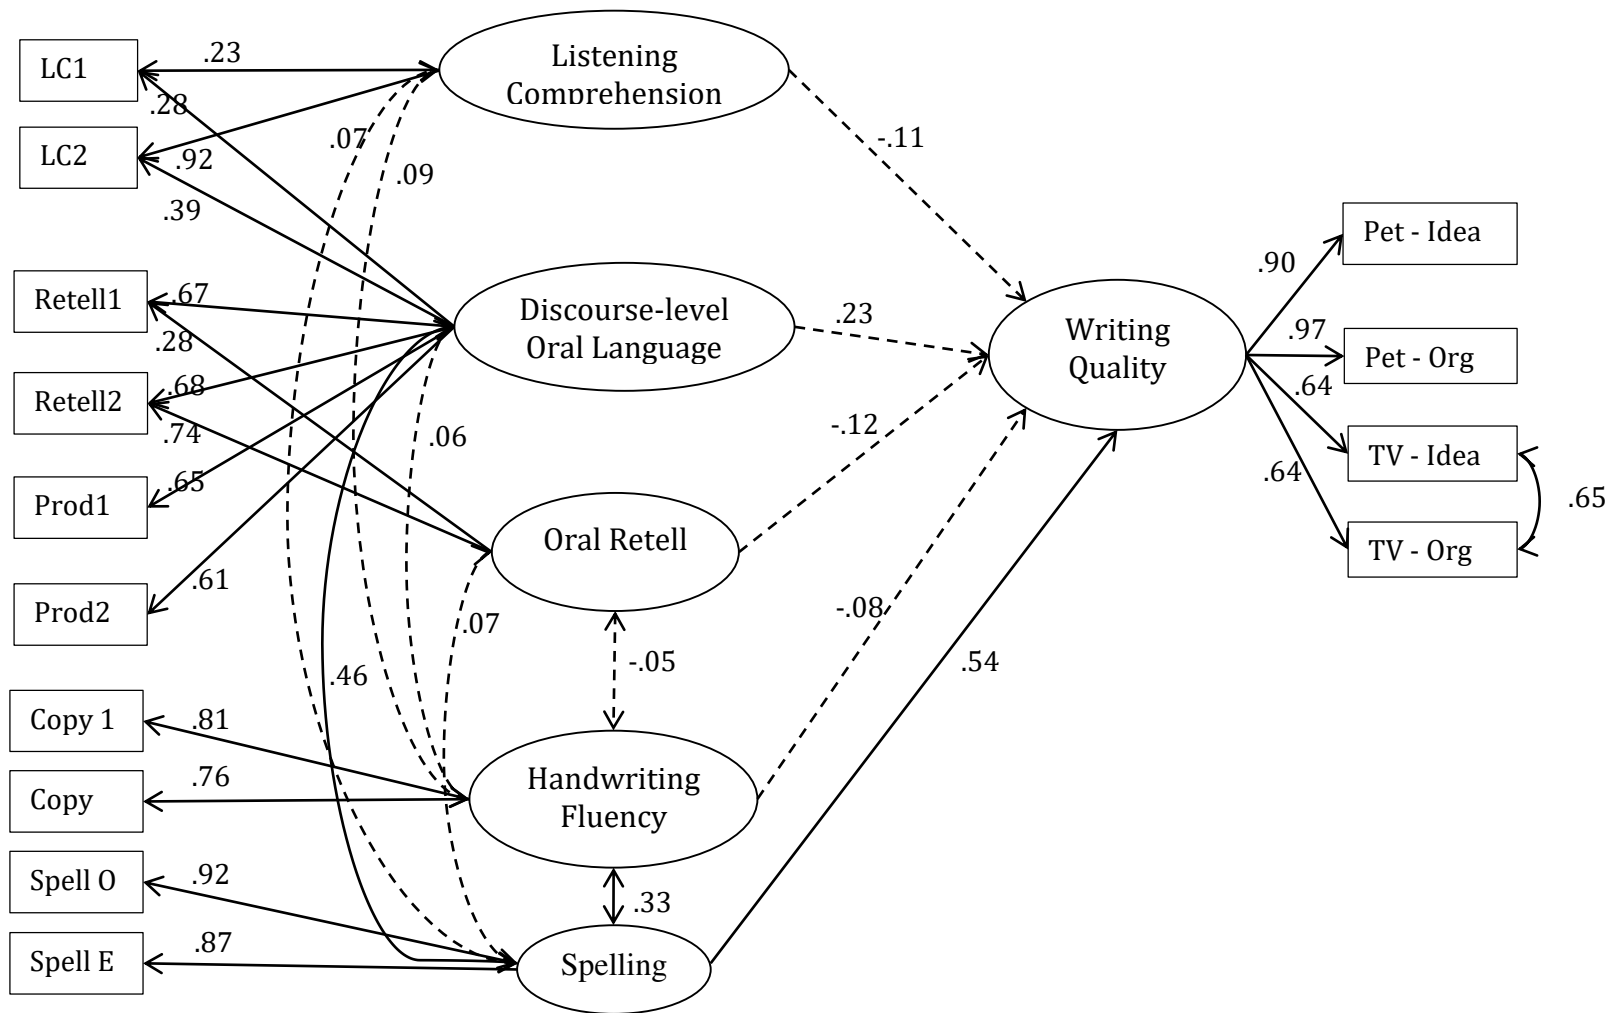 LC1
.23
Listening
Comprehension
.28
LC2
.92
.07
.09
-.11
.39
Pet - Idea
.90
Retell1
.67
Discourse-level
Oral Language
.23
Writing
Quality
.97
Pet - Org
.28
Retell2
.68
.64
.74
.06
-.12
TV - Idea
.65
.64
.65
Prod1
Oral Retell
TV - Org
Prod2
.61
.07
-.08
-.05
.54
.46
Copy 1
.81
Copy
.76
Handwriting
Fluency
Spell O
.92
.33
Spell E
.87
Spelling